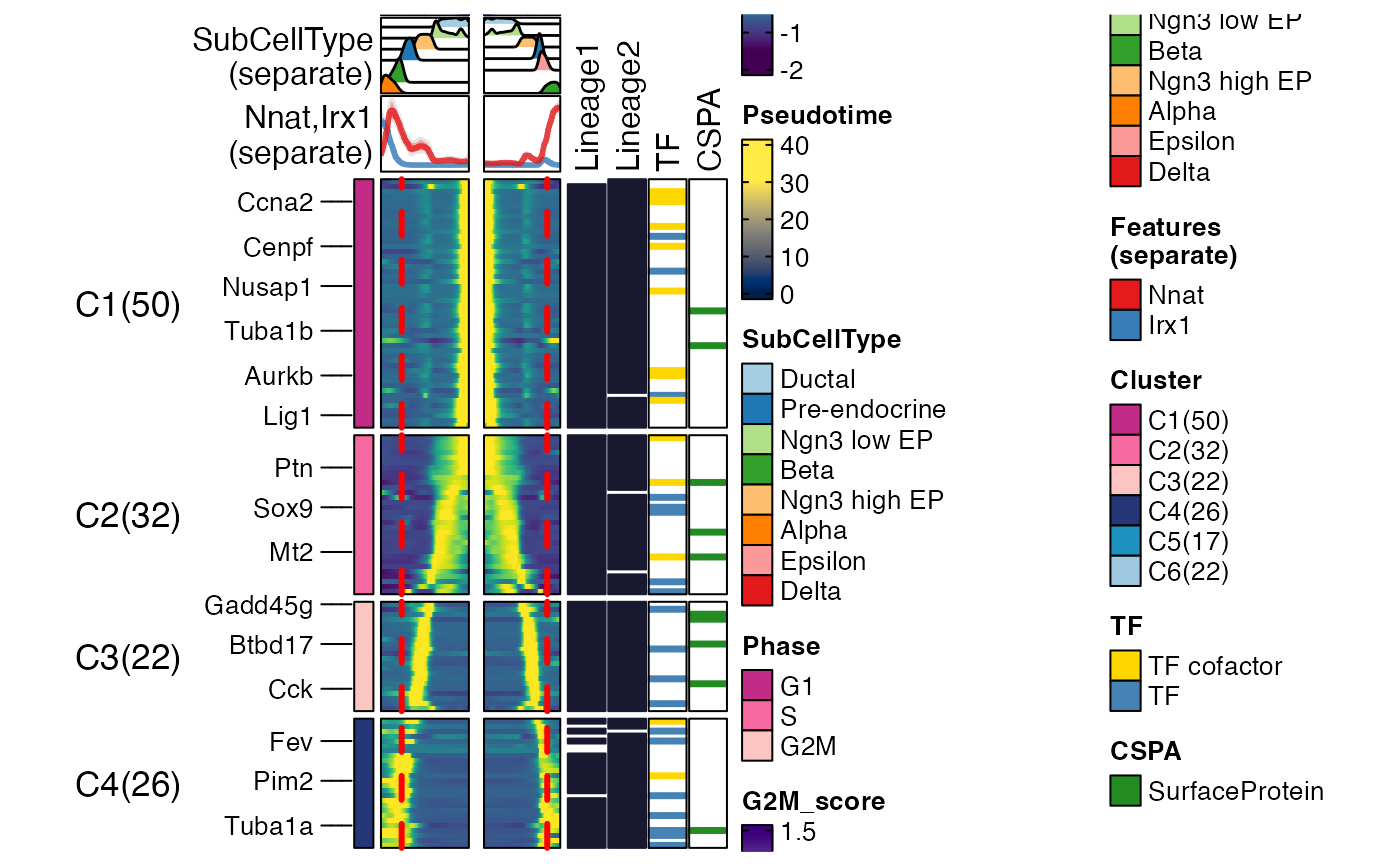 SubCellType
(separate)
Nnat,Irx1
(separate)
Lineage1
Lineage2
TF
CSPA
C1(50)
Ccna2
Cenpf
Nusap1
Tuba1b
Aurkb
Lig1
C2(32)
Ptn
Sox9
Mt2
C3(22)
Gadd45g
Btbd17
Cck
C4(26)
Fev
Pim2
Tuba1a
-1
-2
Pseudotime
40
30
20
10
0
SubCellType
Ductal
Pre-endocrine
Ngn3 low EP
Beta
Ngn3 high EP
Alpha
Epsilon
Delta
Phase
G1
S
G2M
G2M_score
1.5
Ngn3 low EP
Beta
Ngn3 high EP
Alpha
Epsilon
Delta
Features
(separate)
Nnat
Irx1
Cluster
C1(50)
C2(32)
C3(22)
C4(26)
C5(17)
C6(22)
TF
TF cofactor
TF
CSPA
SurfaceProtein